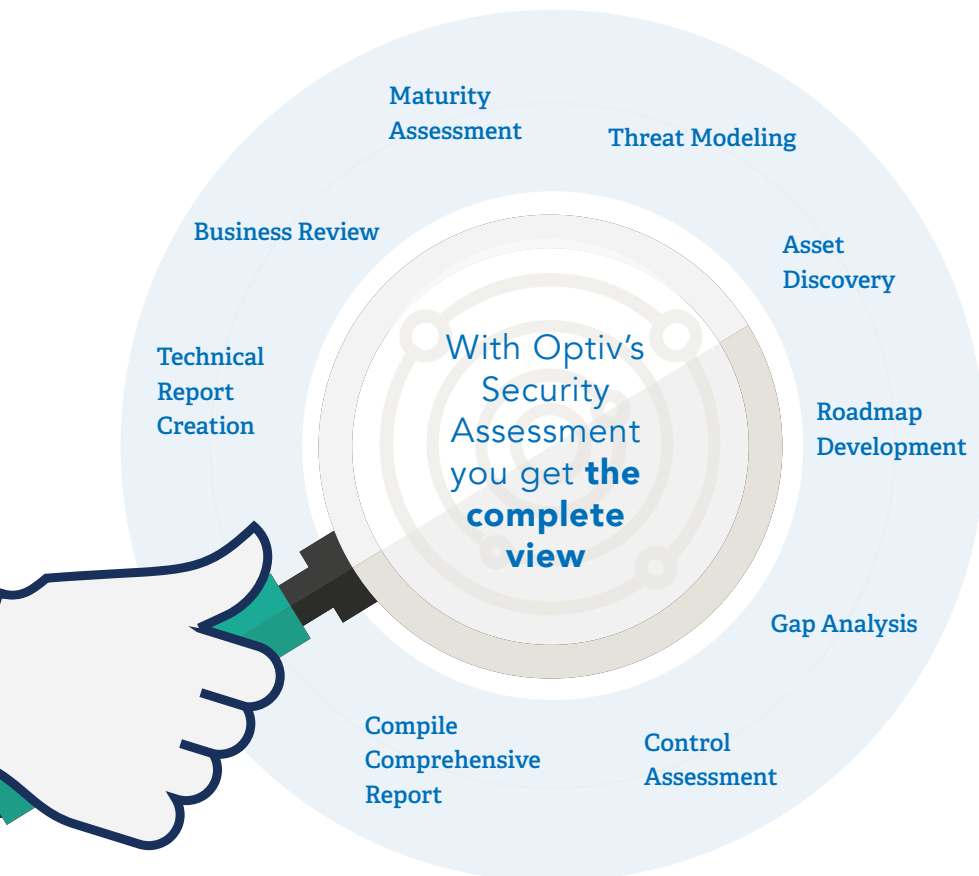 Maturity
Assessment
Threat Modeling
Business Review
Asset
Discovery
Technical
Report
Creation
With Optiv’s
Security
Assessment
you get the
complete
view
Roadmap
Development
Gap Analysis
Compile
Comprehensive
Report
Control
Assessment